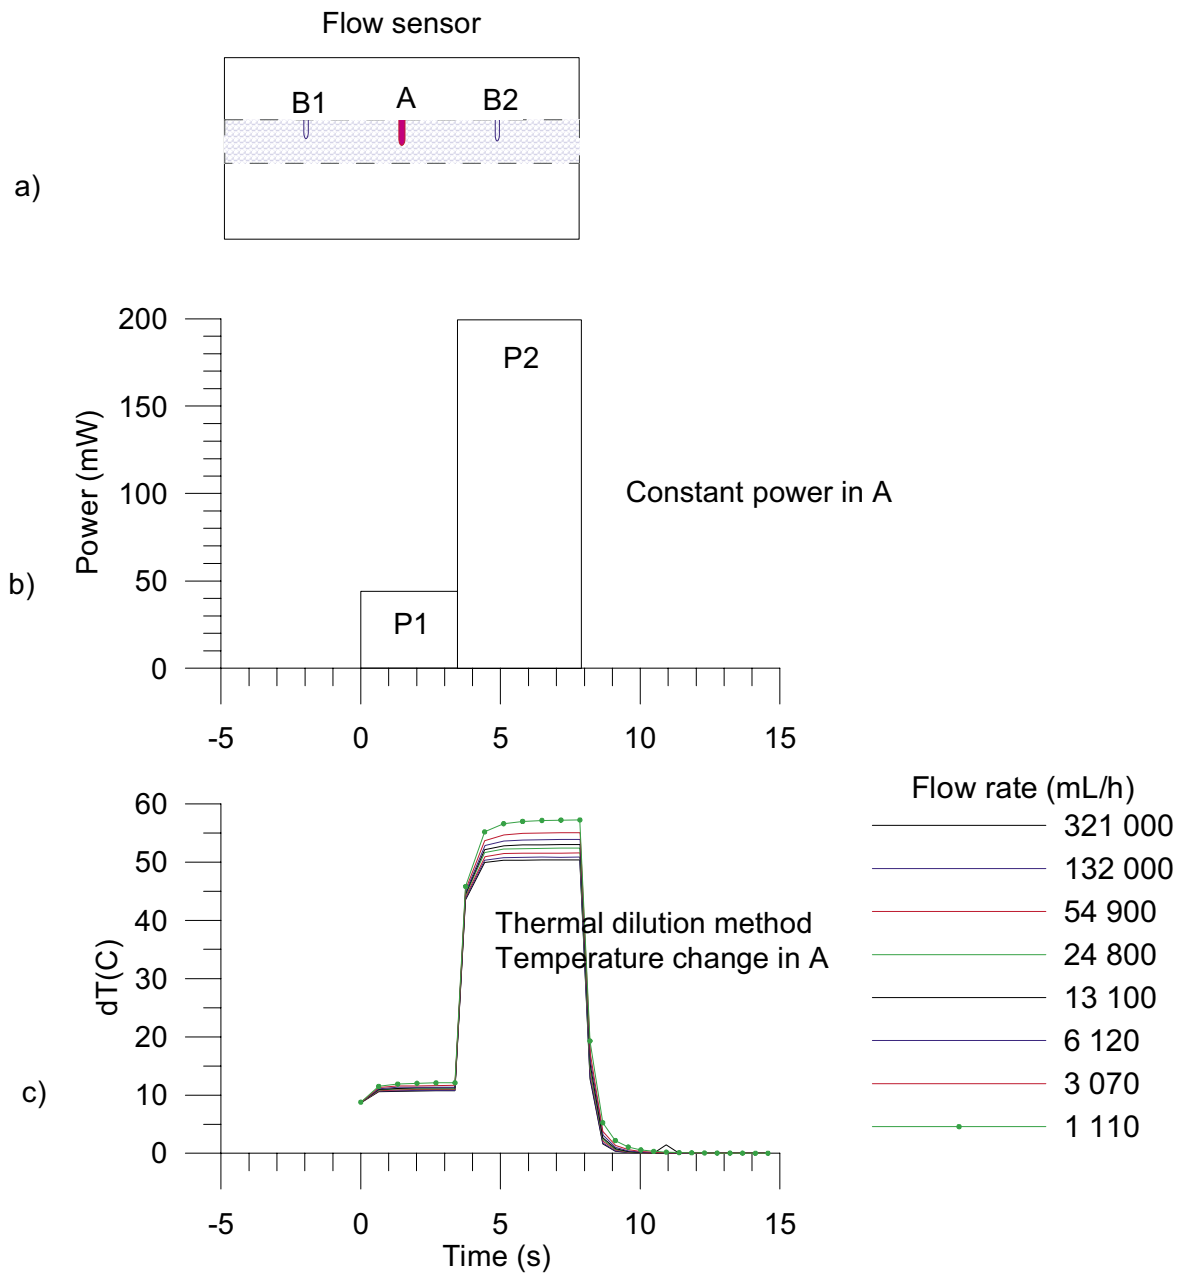 Flow sensor
B1 A B2
a)
200
150
100
50
0
Power (mW)
P1
P2
Constant power in A
b)
-5 0 5 10 15
60
50
40
30
20
10
0
dT(C)
Thermal dilution method
Temperature change in A
c)
-5 0 5 10 15
Time (s)
Flow rate (mL/h)
321 000
132 000
54 900
24 800
13 100
6 120
3 070
1 110